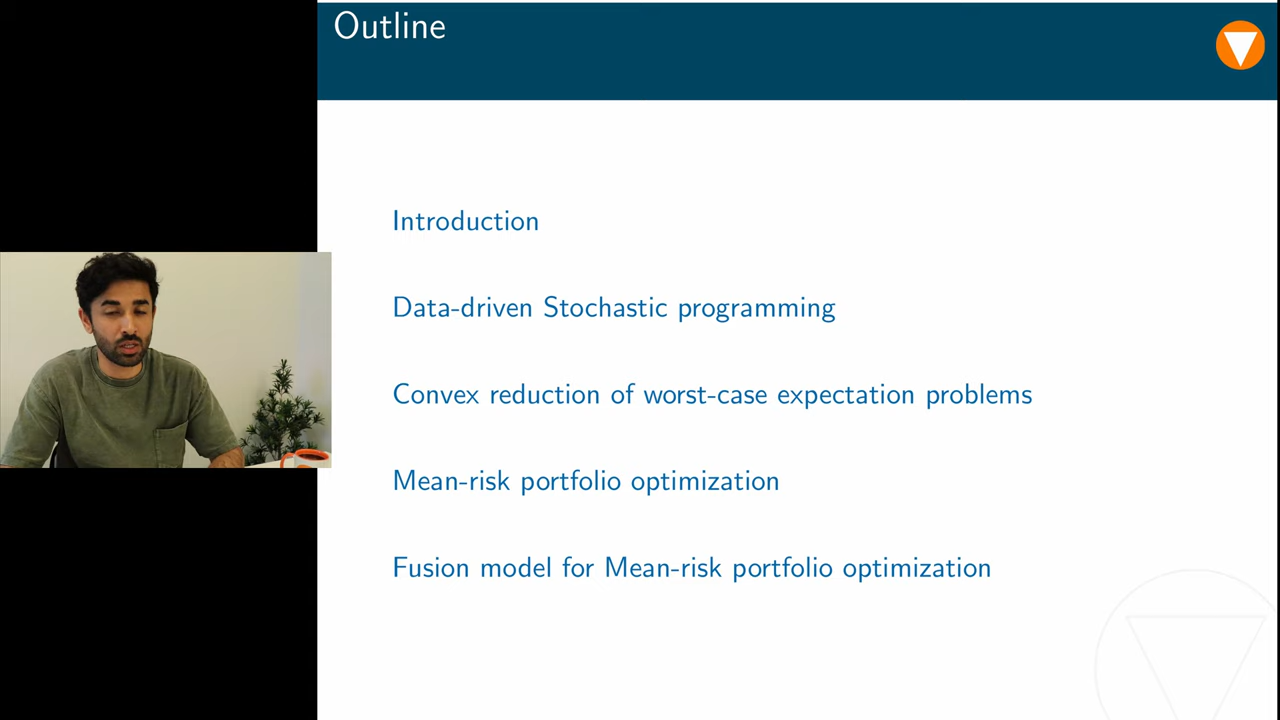 Outline
Introduction
Data-driven Stochastic programming
Convex reduction of worst-case expectation problems
Mean-risk portfolio optimization
Fusion model for Mean-risk portfolio optimization